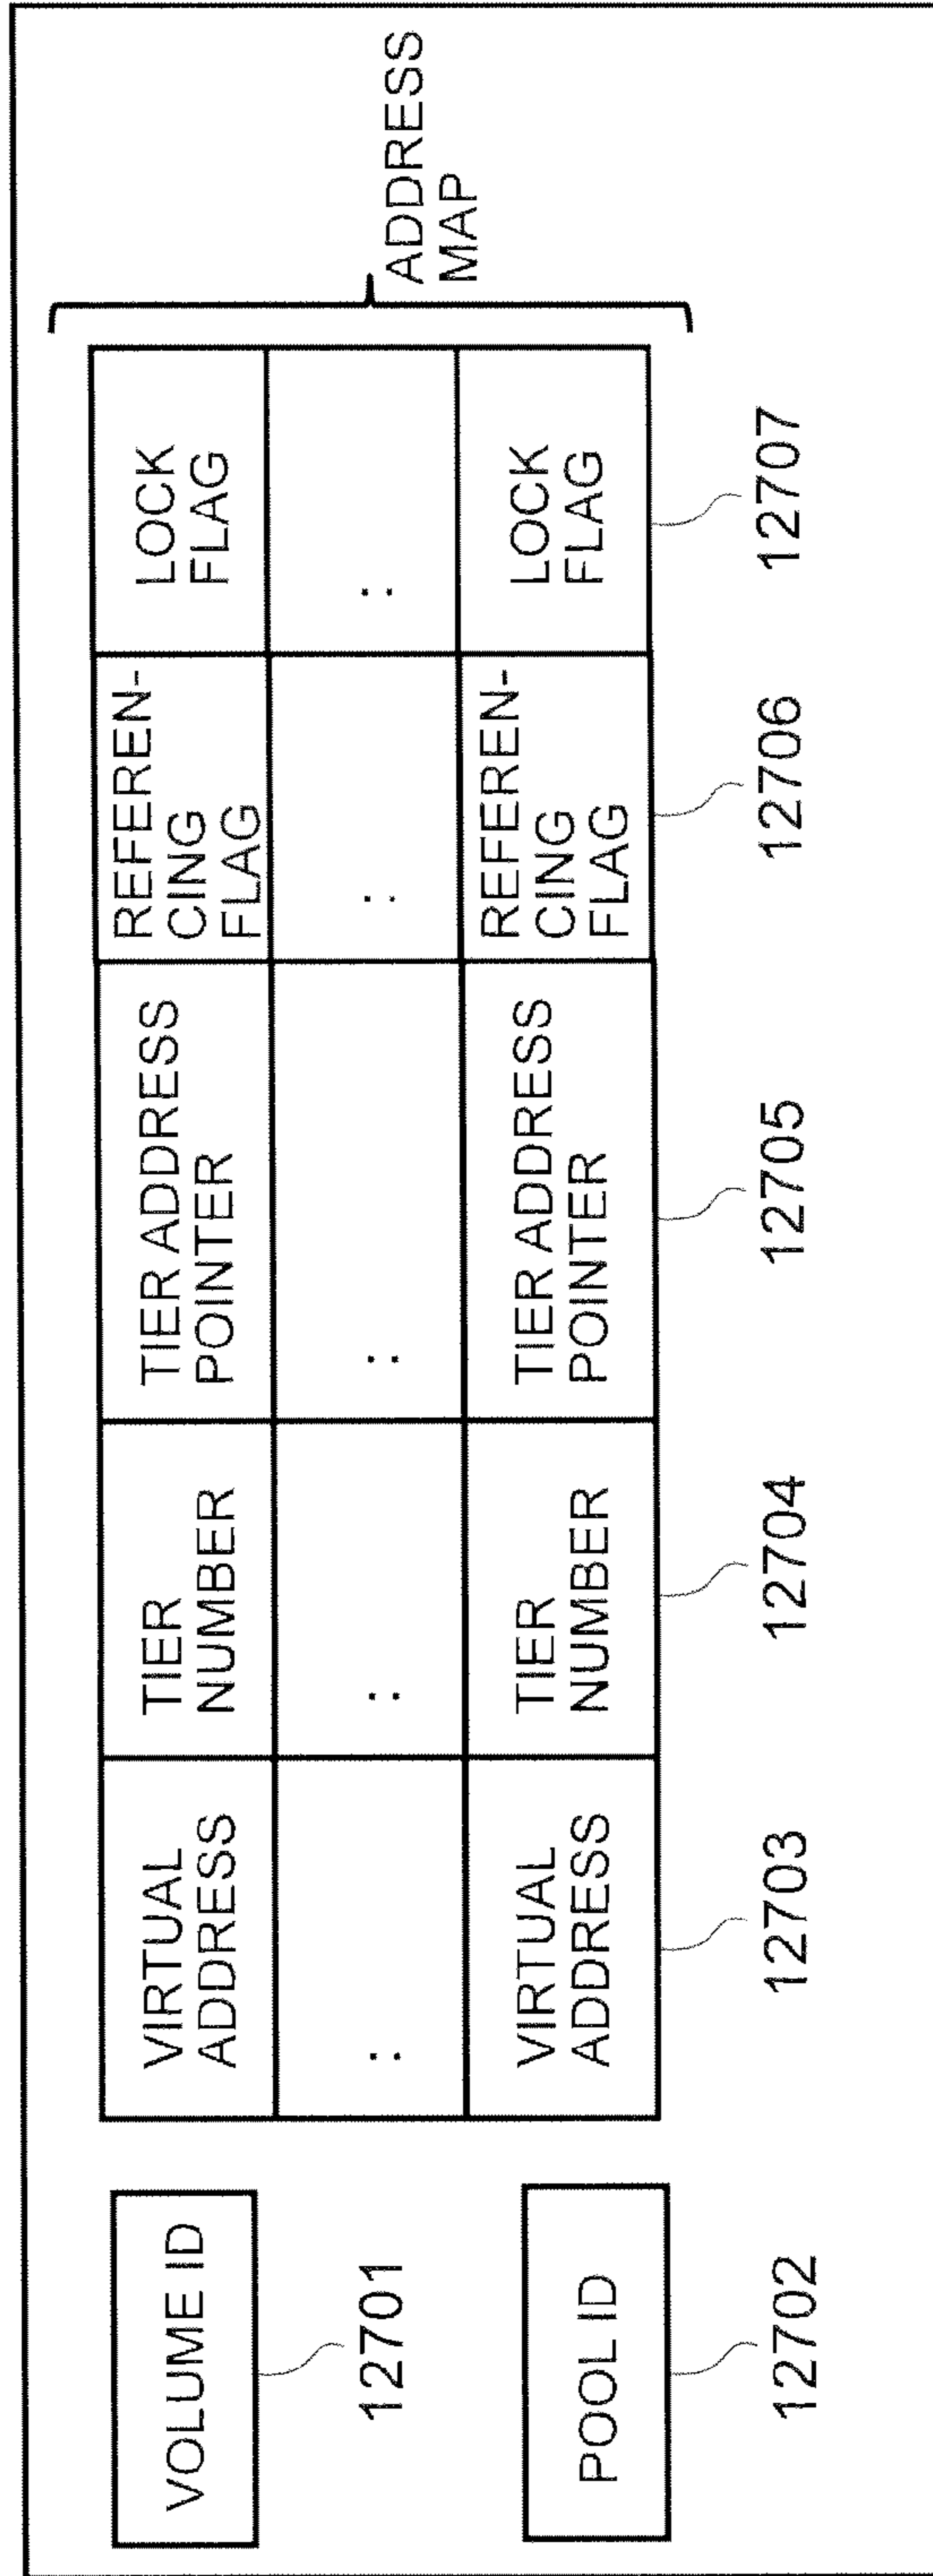 VOLUME ID
12701
POOL ID
12702
VIRTUAL
ADDRESS
TIER
NUMBER
TIER ADDRESS
POINTER
REFEREN-
CING
FLAG
LOCK
FLAG
:
:
:
:
:
VIRTUAL
ADDRESS
TIER
NUMBER
TIER ADDRESS
POINTER
REFEREN-
CING
FLAG
LOCK
FLAG
12703
12704
12705
12706
12707
ADDRESS
MAP